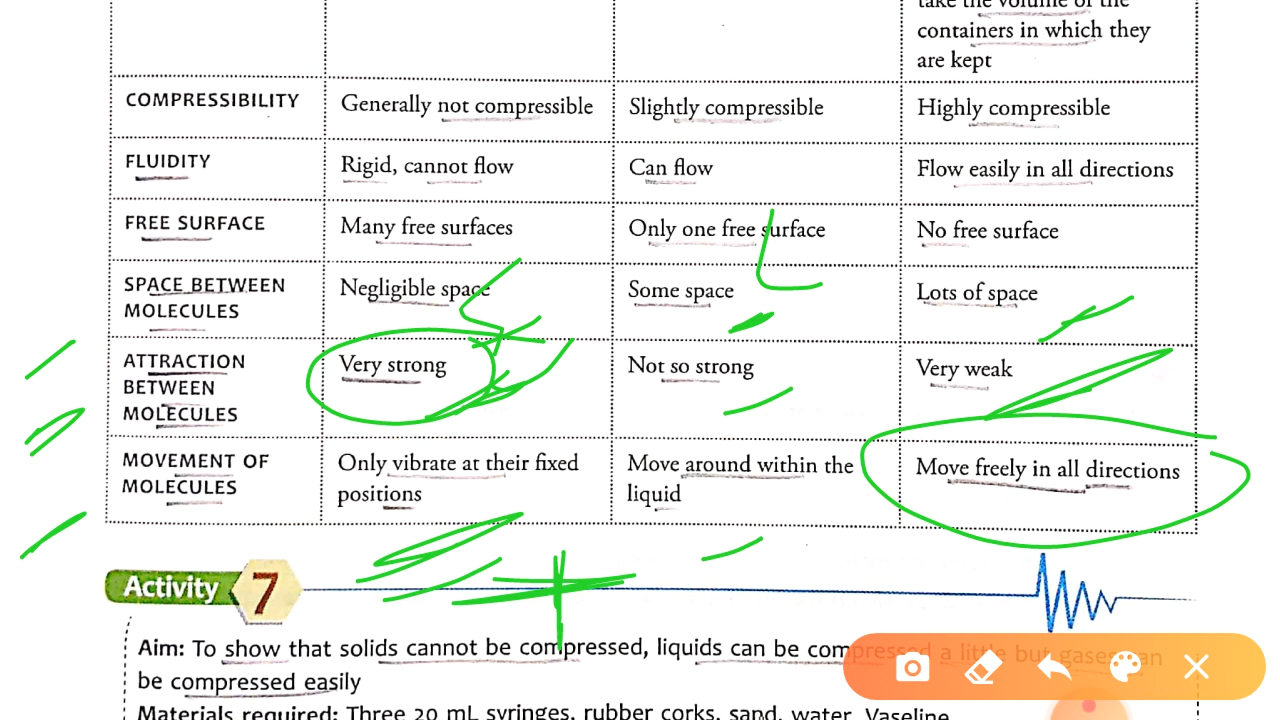 take the volume of the
containers in which they
are kept
COMPRESSIBILITY Generally not compressible Slightly compressible Highly compressible
FLUIDITY Rigid, cannot flow Can flow Flow easily in all directions
FREE SURFACE Many free surfaces Only one free surface No free surface
SPACE BETWEEN Negligible space Some space Lots of space
MOLECULES
ATTRACTION Very strong Not so strong Very weak
BETWEEN
MOLECULES
MOVEMENT OF Only vibrate at their fixed Move around within the Move freely in all directions
MOLECULES positions liquid
Activity 7
Aim: To show that solids cannot be compressed, liquids can be compressed a little but gases can
be compressed easily
Materials required: Three 20 mL syringes, rubber corks, sand, water, Vaseline